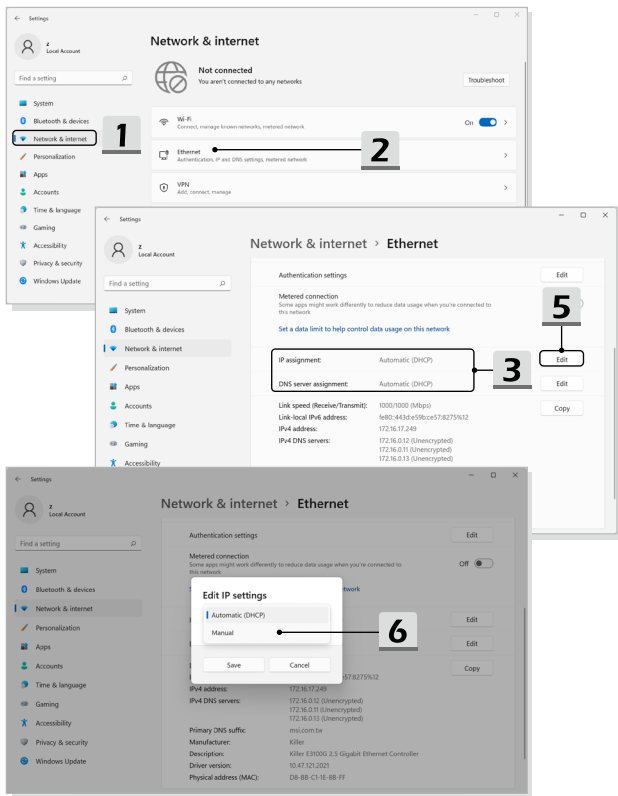 Settings
z
Local Account
Find a setting
System
Bluetooth & devices
Network & internet
Personalization
Apps
Accounts
Time & language
Gaming
Accessibility
Privacy & security
Windows Update
1
Network & internet
Not connected
You aren't connected to any networks
Troubleshoot
Wi-Fi
Connect, manage known networks, metered network
On
Ethernet
Authentication, IP and DNS settings, metered network
2
VPN
Add, connect, manage
Settings
z
Local Account
Find a setting
System
Bluetooth & devices
Network & internet
Personalization
Apps
Accounts
Time & language
Gaming
Accessibility
Network & internet > Ethernet
Authentication settings
Edit
Metered connection
Some apps might work differently to reduce data usage when you're connected to
this network
5
Set a data limit to help control data usage on this network
IP assignment: Automatic (DHCP)
Edit
3
DNS server assignment: Automatic (DHCP)
Edit
Link speed (Receive/Transmit): 1000/1000 (Mbps)
Copy
Link-local IPv6 address: fe80::443d:e59b:ce57:8275%12
IPv4 address: 172.16.17.249
IPv4 DNS servers: 172.16.0.12 (Unencrypted)
172.16.0.11 (Unencrypted)
172.16.0.13 (Unencrypted)
Settings
z
Local Account
Find a setting
System
Bluetooth & devices
Network & internet
Personalization
Apps
Accounts
Time & language
Gaming
Accessibility
Privacy & security
Windows Update
Network & internet > Ethernet
Authentication settings
Edit
Metered connection
Some apps might work differently to reduce data usage when you're connected to
this network
Off
Edit IP settings
Automatic (DHCP)
Manual
6
Save Cancel
Edit
Edit
Copy
e57:8275%12
IPv4 address: 172.16.17.249
IPv4 DNS servers: 172.16.0.12 (Unencrypted)
172.16.0.11 (Unencrypted)
172.16.0.13 (Unencrypted)
Primary DNS suffix: msi.com.tw
Manufacturer: Killer
Description: Killer E3100G 2.5 Gigabit Ethernet Controller
Driver version: 10.47.121.2021
Physical address (MAC): D8-BB-C1-1E-BB-FF